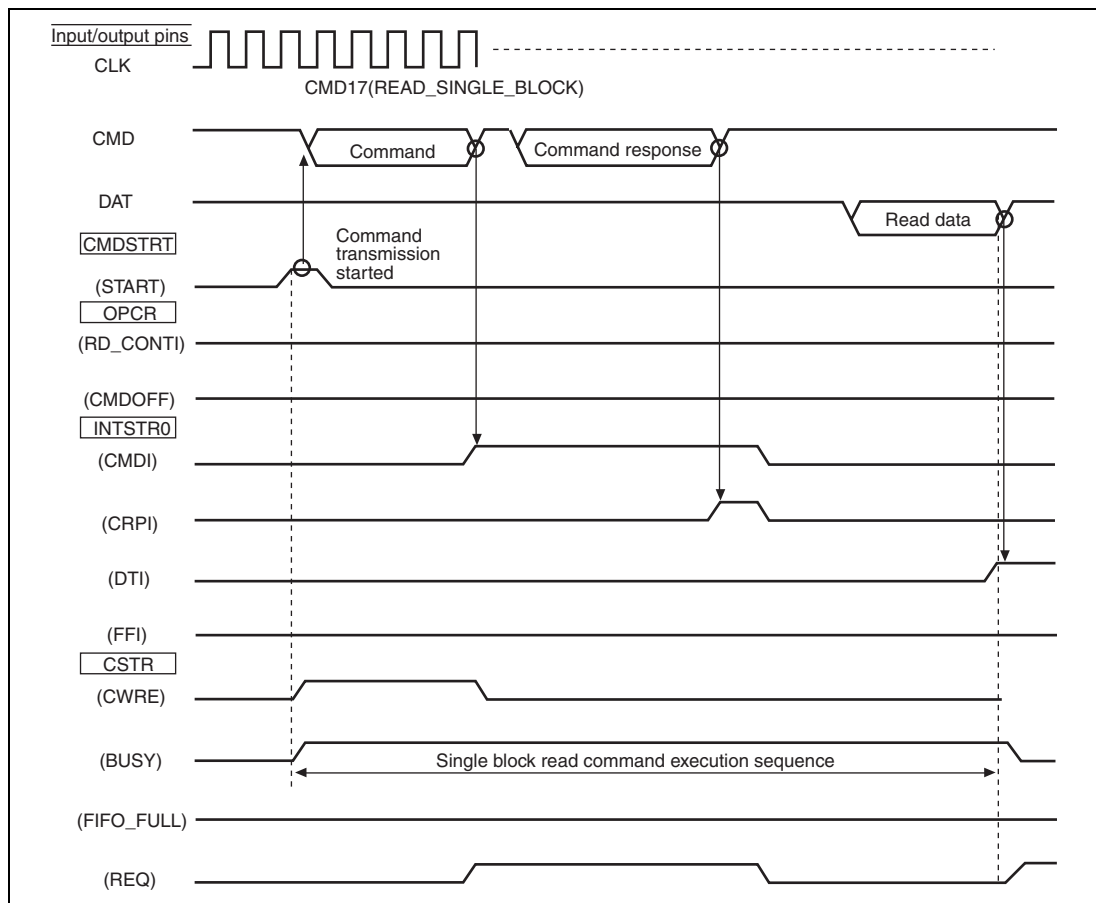 Input/output pins
CLK
CMD17(READ_SINGLE_BLOCK)
CMD
Command
Command response
DAT
Read data
CMDSTRT
Command
transmission
started
(START)
OPCR
(RD_CONTI)
(CMDOFF)
INTSTR0
(CMDI)
(CRPI)
(DTI)
(FFI)
CSTR
(CWRE)
(BUSY)
Single block read command execution sequence
(FIFO_FULL)
(REQ)